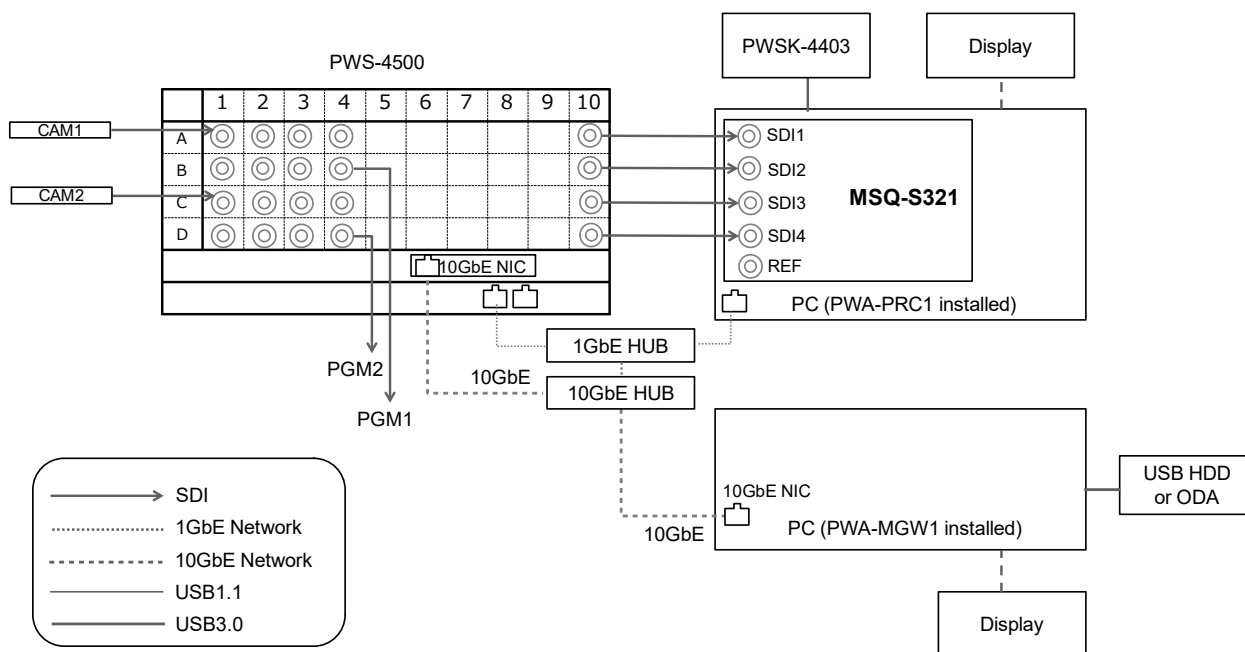 PWS-4500
PWSK-4403
Display
1 2 3 4 5 6 7 8 9 10
CAM1
A
B
CAM2
C
D
10GbE NIC
SDI1
SDI2
SDI3
SDI4
REF
MSQ-S321
PC (PWA-PRC1 installed)
1GbE HUB
PGM2
10GbE
10GbE HUB
PGM1
SDI
1GbE Network
10GbE Network
USB1.1
USB3.0
10GbE NIC
10GbE
PC (PWA-MGW1 installed)
USB HDD
or ODA
Display